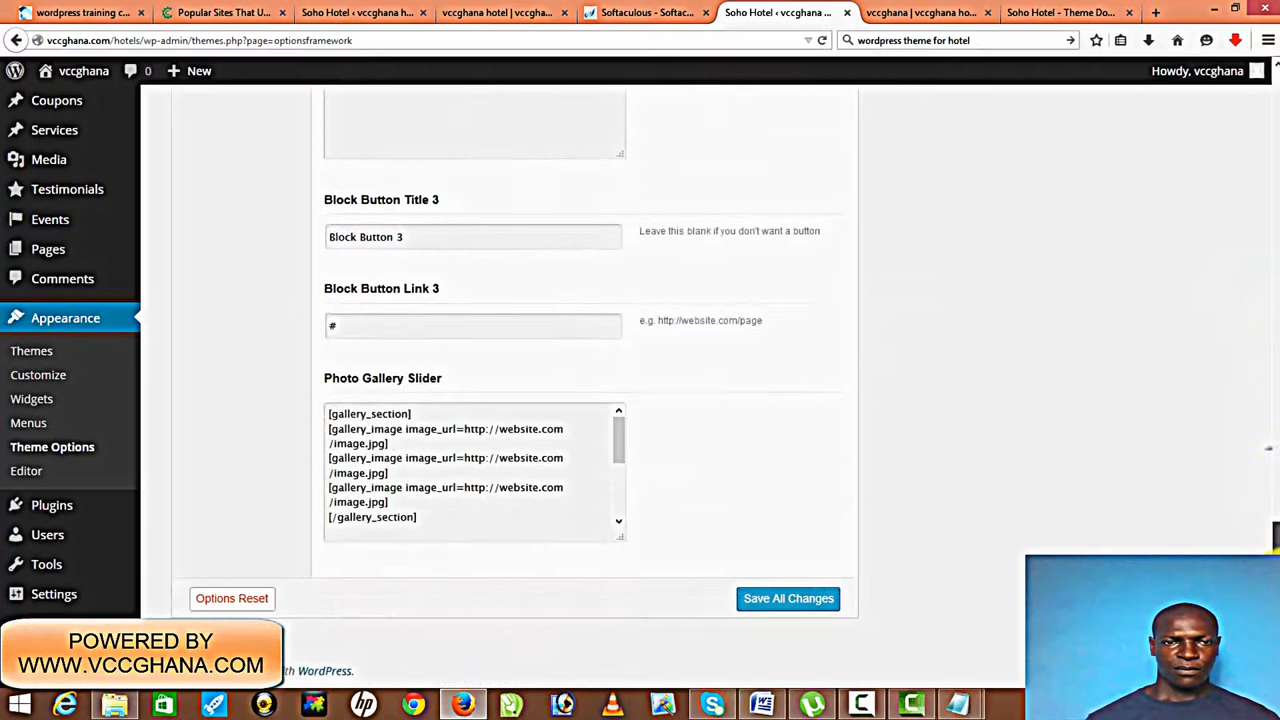 wordpress training c...
Popular Sites That U...
Soho Hotel ‹ vccghana h...
vccghana hotel | vccgha...
Softaculous - Softac...
Soho Hotel ‹ vccghana ...
vccghana | vccghana ho...
Soho Hotel - Theme Do...
vccghana.com/hotels/wp-admin/themes.php?page=optionsframework
wordpress theme for hotel
vccghana
0
New
Howdy, vccghana
Coupons
Services
Media
Testimonials
Events
Pages
Comments
Appearance
Themes
Customize
Widgets
Menus
Theme Options
Editor
Plugins
Users
Tools
Settings
Block Button Title 3
Block Button 3
Leave this blank if you don't want a button
Block Button Link 3
#
e.g. http://website.com/page
Photo Gallery Slider
[gallery_section]
[gallery_image image_url=http://website.com
/image.jpg]
[gallery_image image_url=http://website.com
/image.jpg]
[gallery_image image_url=http://website.com
/image.jpg]
[/gallery_section]
Options Reset
Save All Changes
POWERED BY
WWW.VCCGHANA.COM
th WordPress.
hp